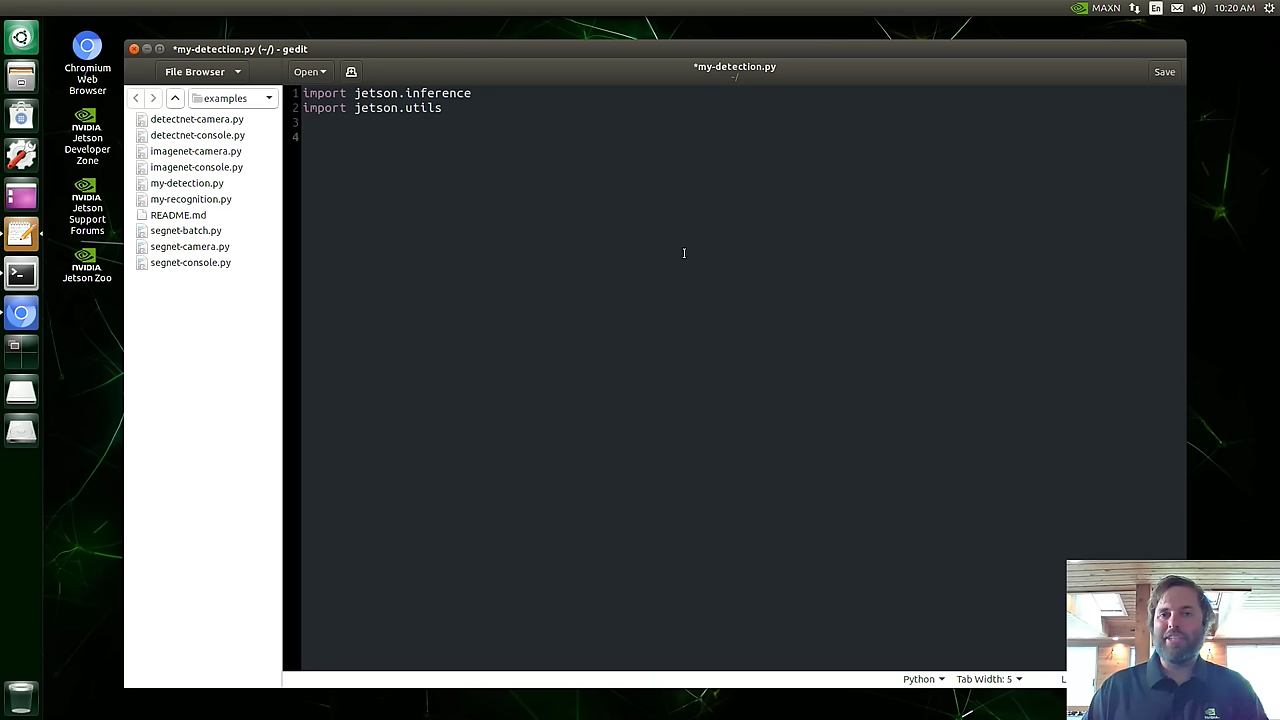 MAXN
En
10:20 AM
Chromium
Web
Browser
NVIDIA
Jetson
Developer
Zone
NVIDIA
Jetson
Support
Forums
NVIDIA
Jetson Zoo
*my-detection.py (~/) - gedit
File Browser
Open
*my-detection.py
~/
Save
examples
detectnet-camera.py
detectnet-console.py
imagenet-camera.py
imagenet-console.py
my-detection.py
my-recognition.py
README.md
segnet-batch.py
segnet-camera.py
segnet-console.py
1 import jetson.inference
2 import jetson.utils
3
4
Python
Tab Width: 5
L
NVIDIA